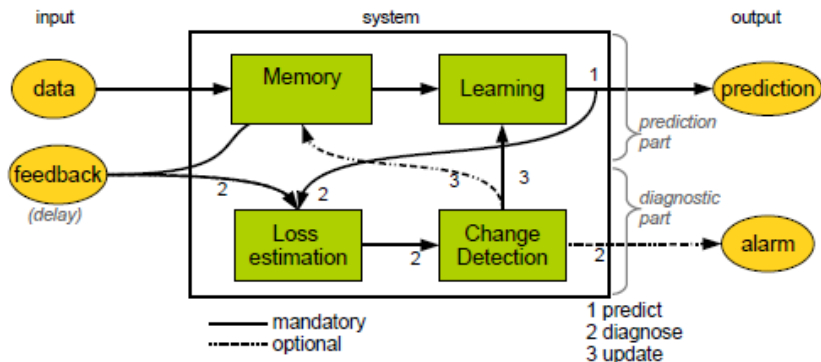 input
system
output
data
Memory
Learning
1
prediction
prediction
part
feedback
(delay)
2
2
3
3
diagnostic
part
Loss
estimation
2
Change
Detection
2
alarm
mandatory
optional
1 predict
2 diagnose
3 update